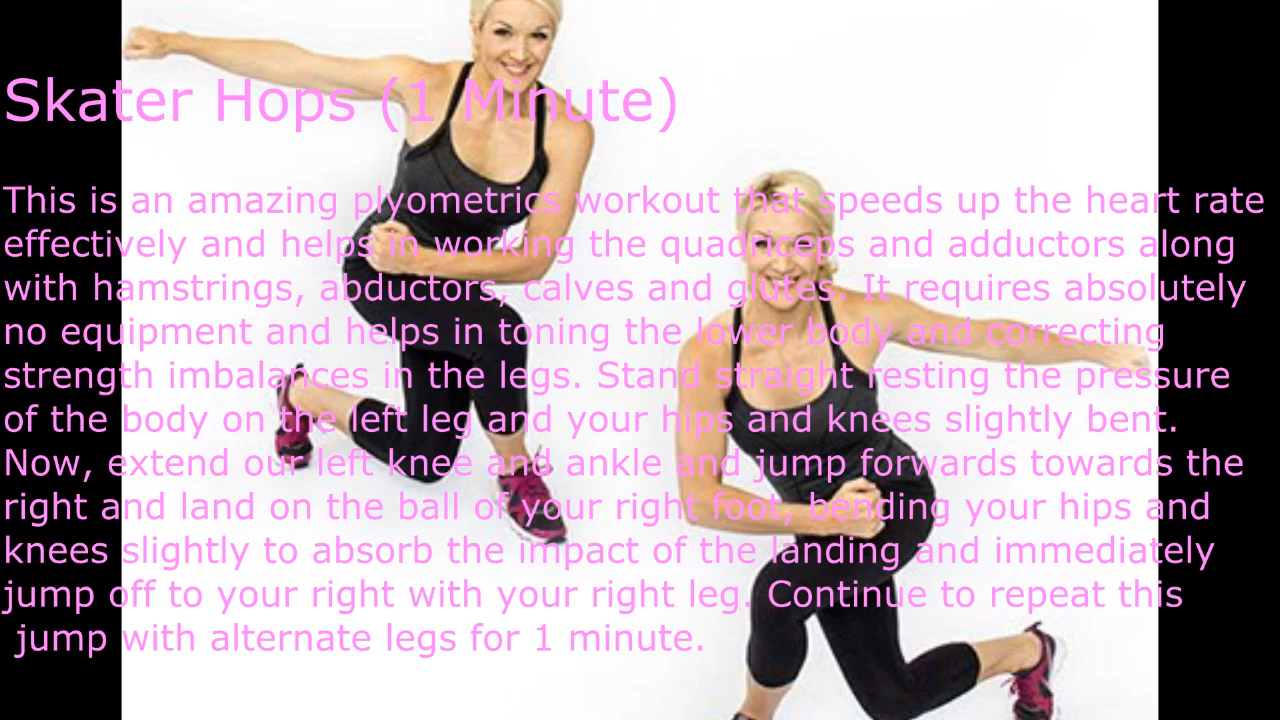 Skater Hops (1 Minute)
This is an amazing plyometrics workout that speeds up the heart rate
effectively and helps in working the quadriceps and adductors along
with hamstrings, abductors, calves and glutes. It requires absolutely
no equipment and helps in toning the lower body and correcting
strength imbalances in the legs. Stand straight resting the pressure
of the body on the left leg and your hips and knees slightly bent.
Now, extend our left knee and ankle and jump forwards towards the
right and land on the ball of your right foot, bending your hips and
knees slightly to absorb the impact of the landing and immediately
jump off to your right with your right leg. Continue to repeat this
jump with alternate legs for 1 minute.